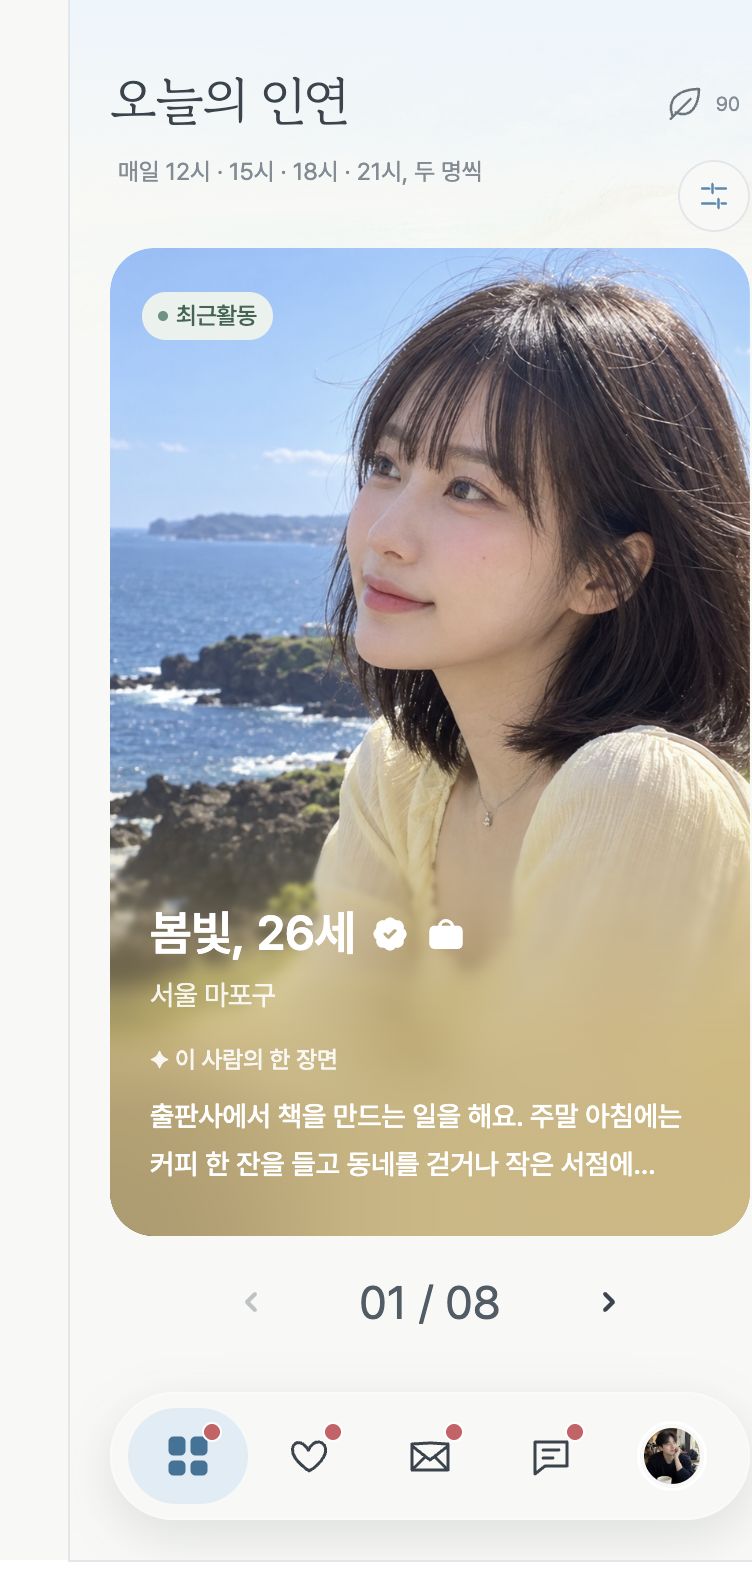 오늘의 인연
90
매일 12시 · 15시 · 18시 · 21시, 두 명씩
최근활동
봄빛, 26세
서울 마포구
이 사람의 한 장면
출판사에서 책을 만드는 일을 해요. 주말 아침에는
커피 한 잔을 들고 동네를 걷거나 작은 서점에...
01 / 08